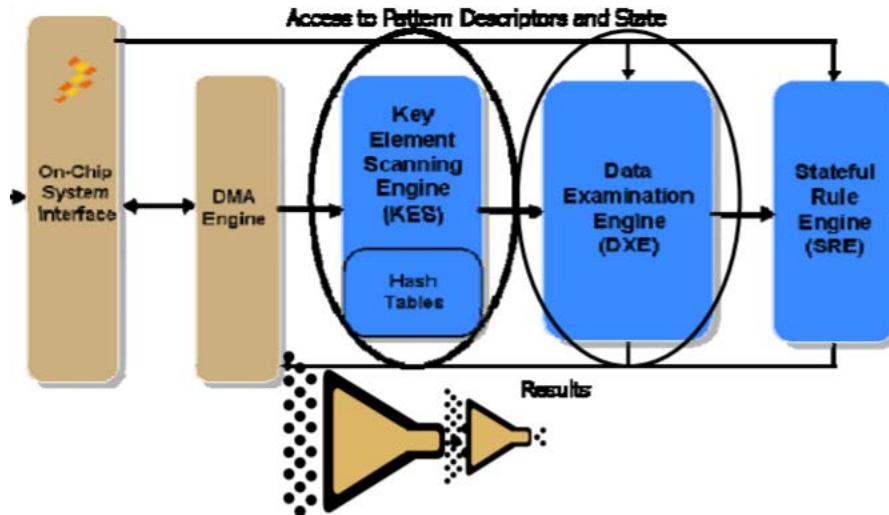 Access to Pattern Descriptors and State
On-Chip
System
Interface
DMA
Engine
Key
Element
Scanning
Engine
(KES)
Hash
Tables
Data
Examination
Engine
(DXE)
Stateful
Rule
Engine
(SRE)
Results